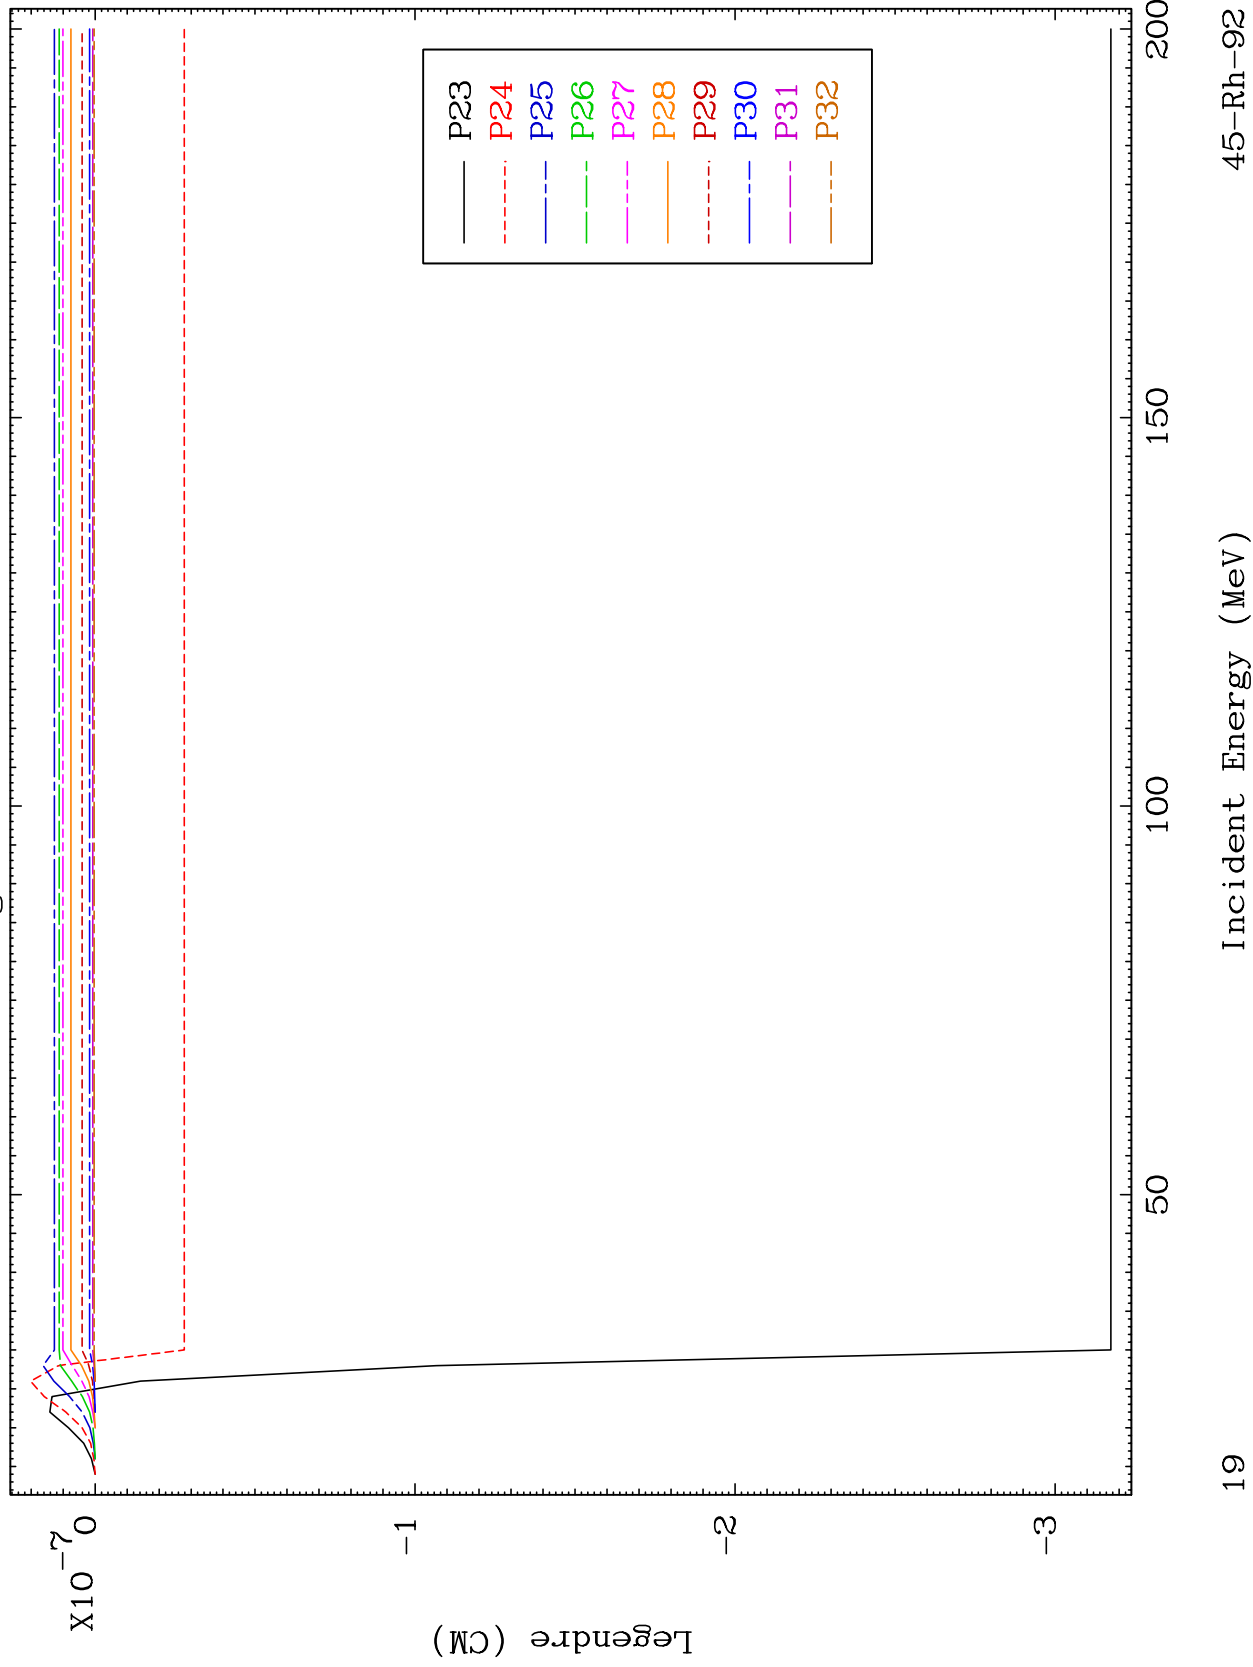 X10-7
0
-1
-2
-3
Legendre (CM)
P23
P24
P25
P26
P27
P28
P29
P30
P31
P32
50
100
150
200
Incident Energy (MeV)
19
45-Rh-92